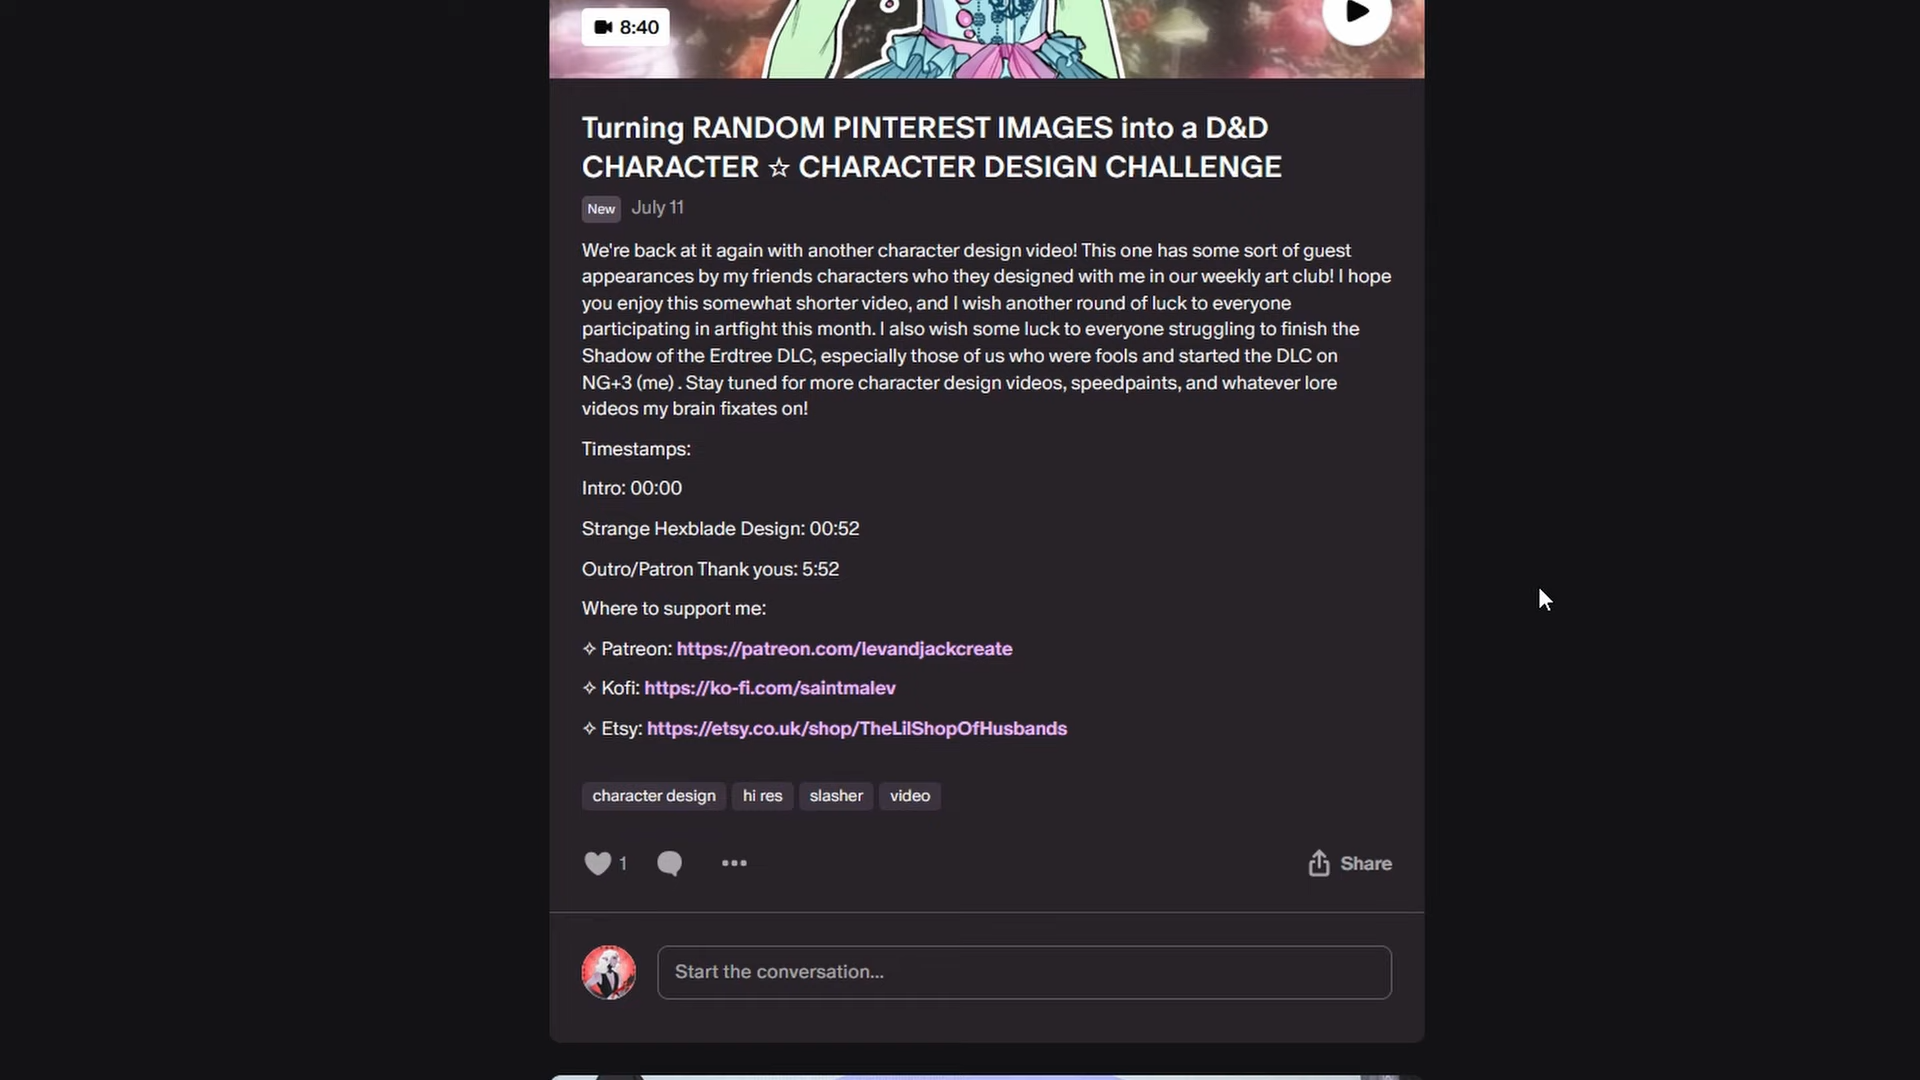 8:40
Turning RANDOM PINTEREST IMAGES into a D&D
CHARACTER ☆ CHARACTER DESIGN CHALLENGE
New July 11
We're back at it again with another character design video! This one has some sort of guest
appearances by my friends characters who they designed with me in our weekly art club! I hope
you enjoy this somewhat shorter video, and I wish another round of luck to everyone
participating in artfight this month. I also wish some luck to everyone struggling to finish the
Shadow of the Erdtree DLC, especially those of us who were fools and started the DLC on
NG+3 (me) . Stay tuned for more character design videos, speedpaints, and whatever lore
videos my brain fixates on!
Timestamps:
Intro: 00:00
Strange Hexblade Design: 00:52
Outro/Patron Thank yous: 5:52
Where to support me:
✧ Patreon: https://patreon.com/levandjackcreate
✧ Kofi: https://ko-fi.com/saintmalev
✧ Etsy: https://etsy.co.uk/shop/TheLilShopOfHusbands
character design hi res slasher video
1 Share
Start the conversation...